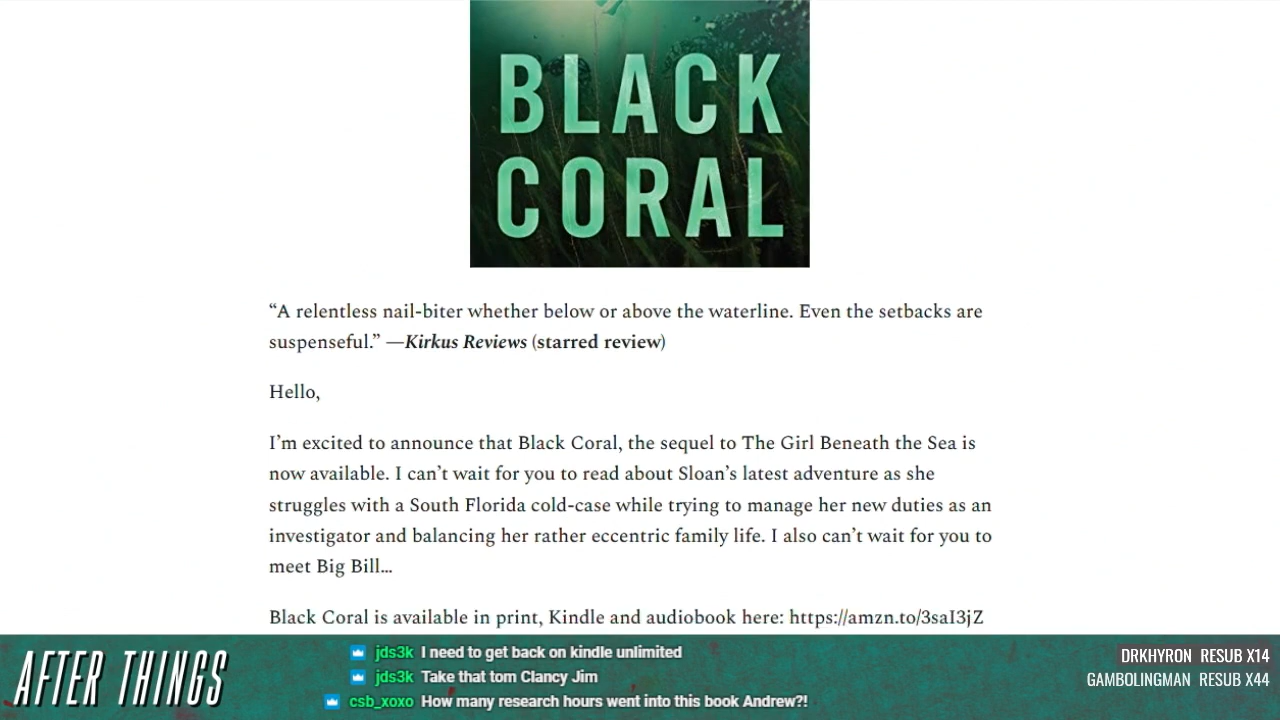 BLACK
CORAL
“A relentless nail-biter whether below or above the waterline. Even the setbacks are
suspenseful.” —Kirkus Reviews (starred review)
Hello,
I’m excited to announce that Black Coral, the sequel to The Girl Beneath the Sea is
now available. I can’t wait for you to read about Sloan’s latest adventure as she
struggles with a South Florida cold-case while trying to manage her new duties as an
investigator and balancing her rather eccentric family life. I also can’t wait for you to
meet Big Bill…
Black Coral is available in print, Kindle and audiobook here: https://amzn.to/3saI3jZ
AFTER THINGS
jds3k I need to get back on kindle unlimited
jds3k Take that tom Clancy Jim
csb_xoxo How many research hours went into this book Andrew?!
DRKHYRON RESUB X14
GAMBOLINGMAN RESUB X44